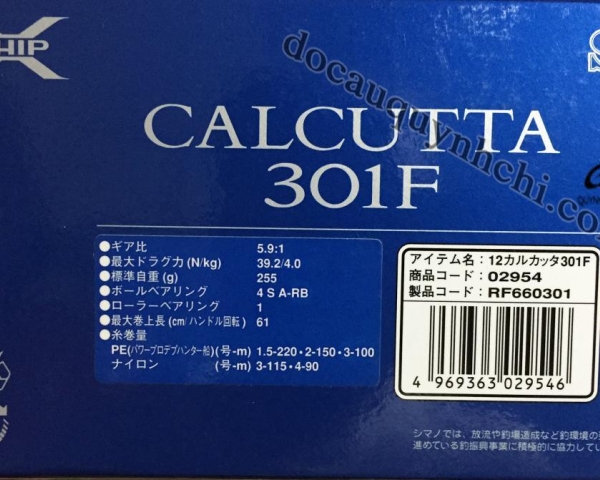 SHIP
docauquynhchi.co
CALCUTTA
301F
●ギア比 5.9:1
●最大ドラグ力(N/kg) 39.2/4.0
●標準自重(g) 255
●ボールベアリング 4 S A-RB
●ローラーベアリング 1
●最大巻上長(cm/ハンドル回転) 61
●糸巻量
PE(パワープロデプスハンター船)(号-m) 1.5-220・2-150・3-100
ナイロン (号-m) 3-115・4-90
アイテム名:12カルカッタ301F
商品コード:02954
製品コード:RF660301
4 969363 029546
シマノでは、放流や釣場造成など釣環境の
進めている釣振興事業に積極的に協力してい